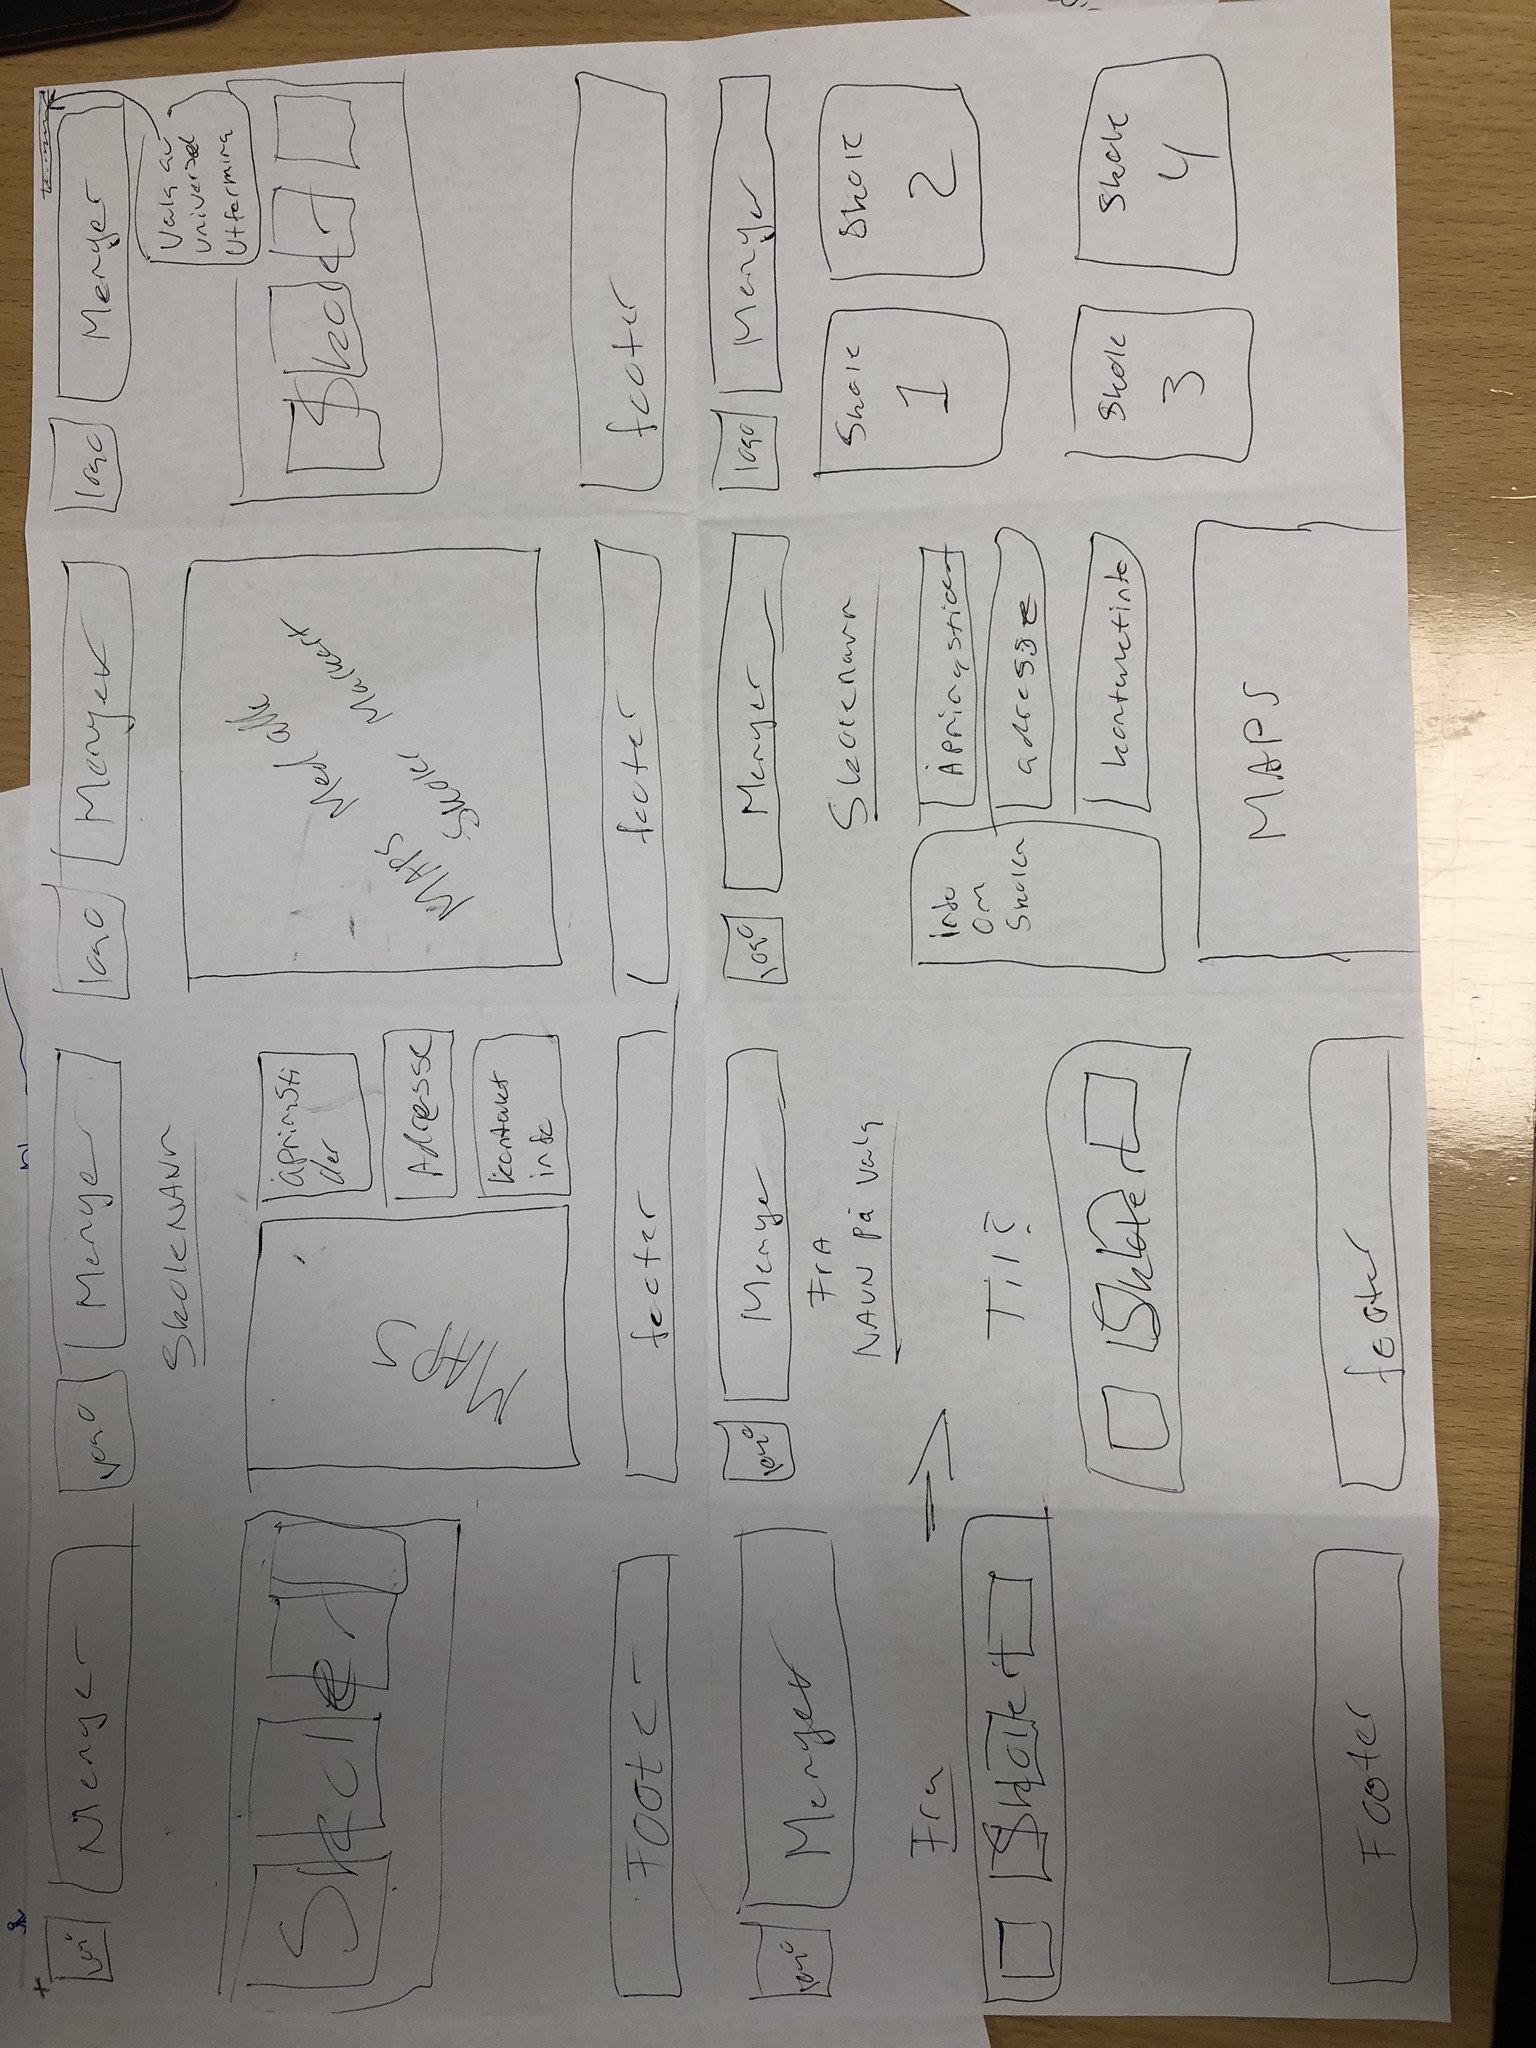 logo
Menyer
Skoler
Footer
logo
Menyer
SkoleNAVN
MAPS
åpningsti
der
Adresse
kontakt
info
footer
logo
Menyer
MAPS
Med alle
Skoler
Markert
footer
logo
Menyer
Valg av
Skoler
footer
logo
Menyer
Fra
Skoler
Footer
→
logo
Menyer
Fra
NAVN På Valg
Til?
Skoler
footer
logo
Menyer
Skolenavn
info
om
Skolen
Åpningstider
adresse
kontaktinfo
MAPS
logo
Menyer
Skole
1
Skole
2
Skole
3
Skole
4